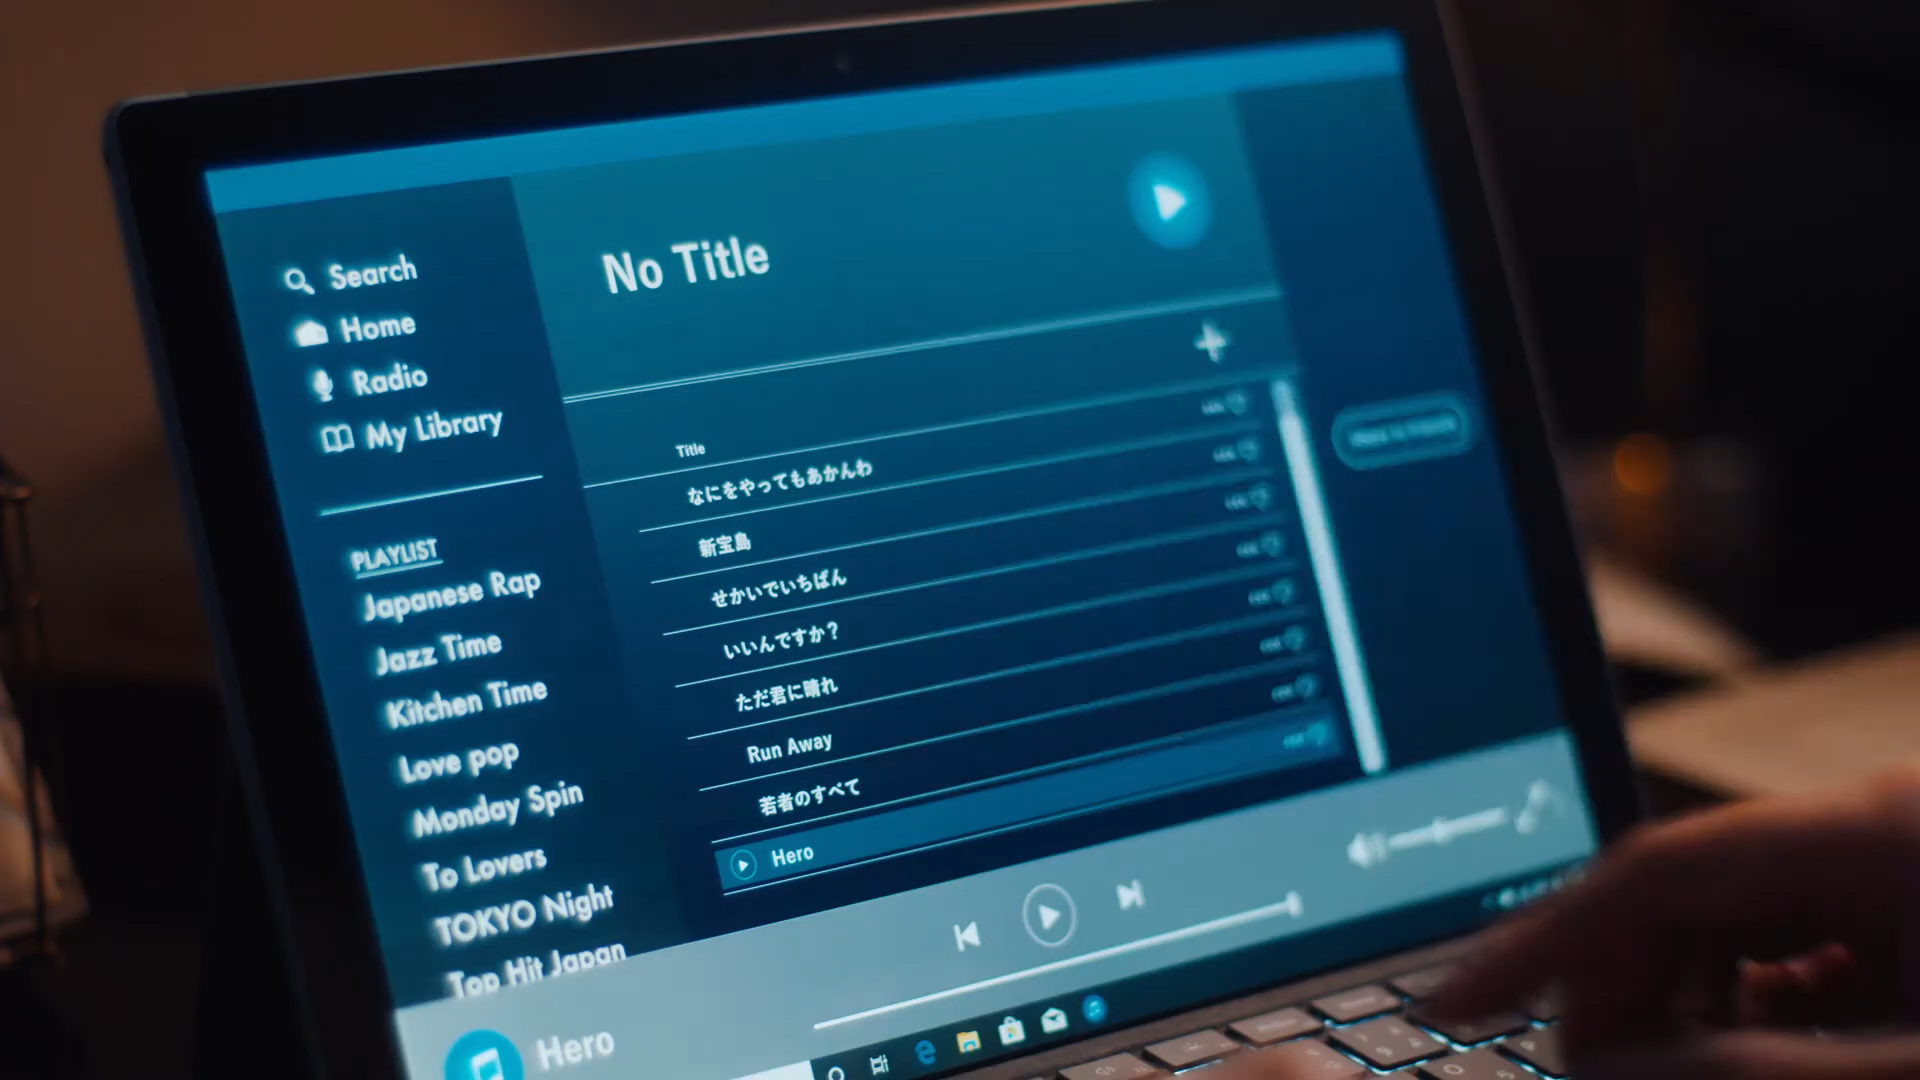 Search
Home
Radio
My Library
PLAYLIST
Japanese Rap
Jazz Time
Kitchen Time
Love pop
Monday Spin
To Lovers
TOKYO Night
Top Hit Japan
No Title
Title
なにをやってもあかんわ
新宝島
せかいでいちばん
いいんですか？
ただ君に晴れ
Run Away
若者のすべて
Hero
Hero